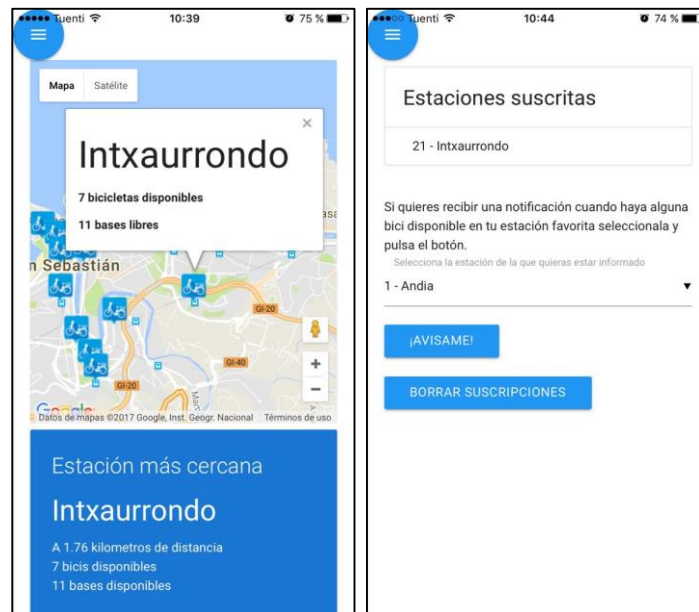 Tuenti 10:39 75 %
Mapa Satélite
×
Intxaurrondo
7 bicicletas disponibles
11 bases libres
n Sebastián
GI-20
GI-40
GI-20
+
−
Google
Datos de mapas ©2017 Google, Inst. Geogr. Nacional Términos de uso
Estación más cercana
Intxaurrondo
A 1.76 kilometros de distancia
7 bicis disponibles
11 bases disponibles
Tuenti 10:44 74 %
Estaciones suscritas
21 - Intxaurrondo
Si quieres recibir una notificación cuando haya alguna
bici disponible en tu estación favorita seleccionala y
pulsa el botón.
Selecciona la estación de la que quieras estar informado
1 - Andia
¡AVISAME!
BORRAR SUSCRIPCIONES